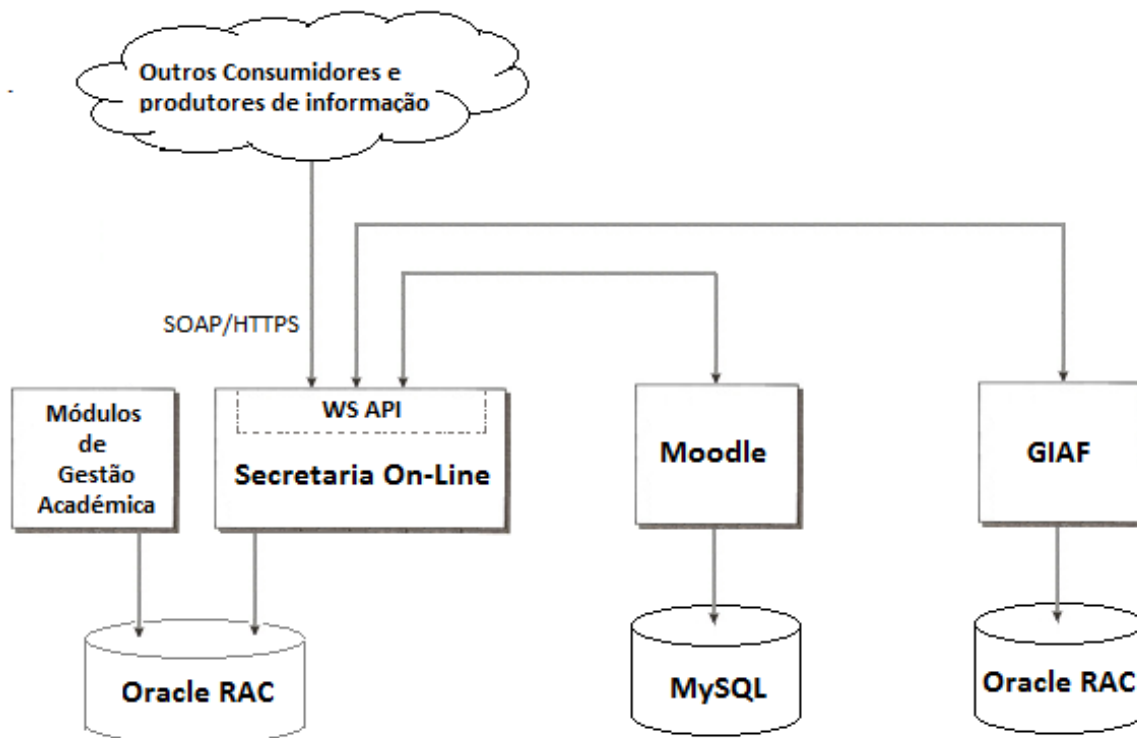 Outros Consumidores e
produtores de informação
SOAP/HTTPS
Módulos
de
Gestão
Académica
WS API
Secretaria On-Line
Moodle
GIAF
Oracle RAC
MySQL
Oracle RAC